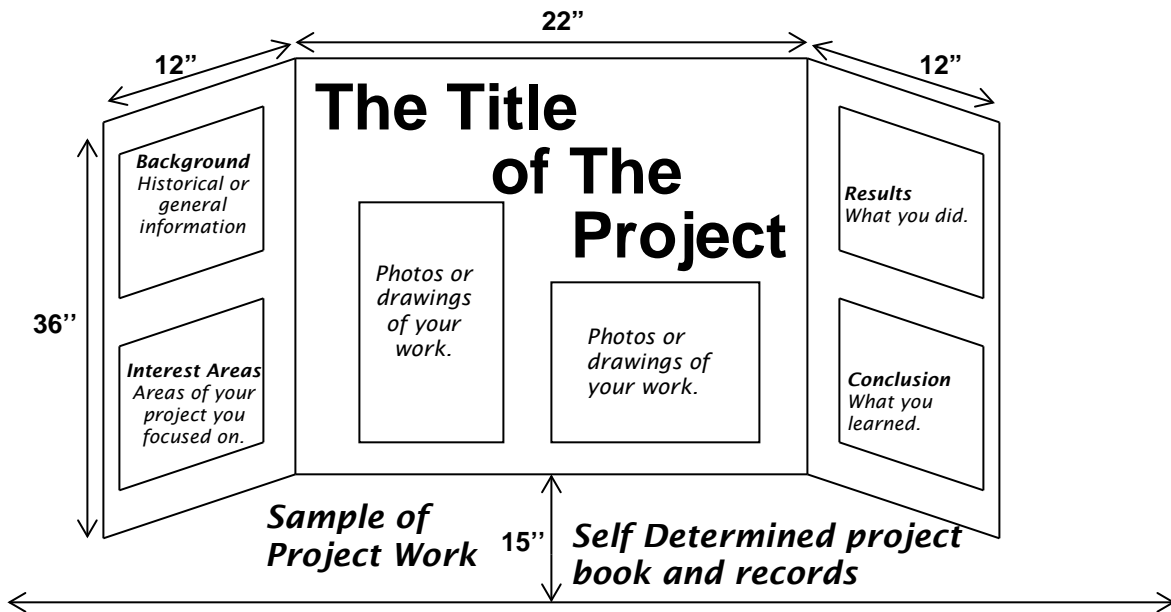 22”
12”
12”
The Title
of The
Project
Background
Historical or
general
information
Interest Areas
Areas of your
project you
focused on.
36’’
Photos or
drawings
of your
work.
Photos or
drawings of
your work.
Results
What you did.
Conclusion
What you
learned.
Sample of
Project Work
15’’
Self Determined project
book and records